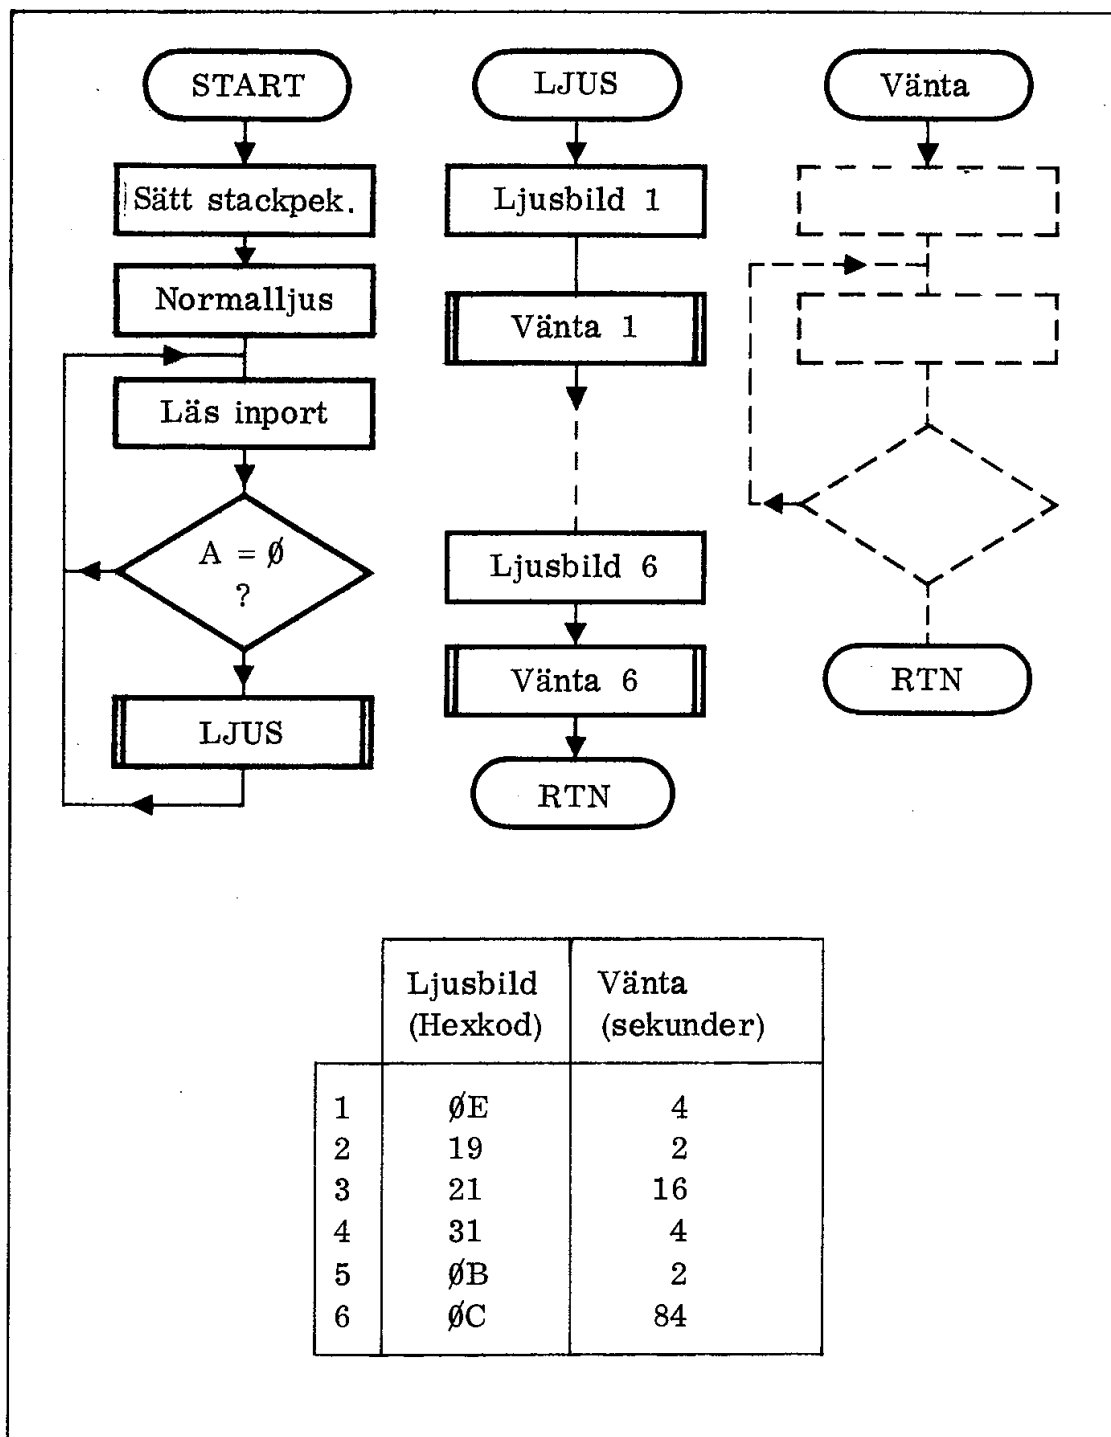 START
Sätt stackpek.
Normalljus
Läs inport
A = Ø
?
LJUS
LJUS
Ljusbild 1
Vänta 1
Ljusbild 6
Vänta 6
RTN
Vänta
RTN
Ljusbild Vänta
(Hexkod) (sekunder)
1 ØE 4
2 19 2
3 21 16
4 31 4
5 ØB 2
6 ØC 84